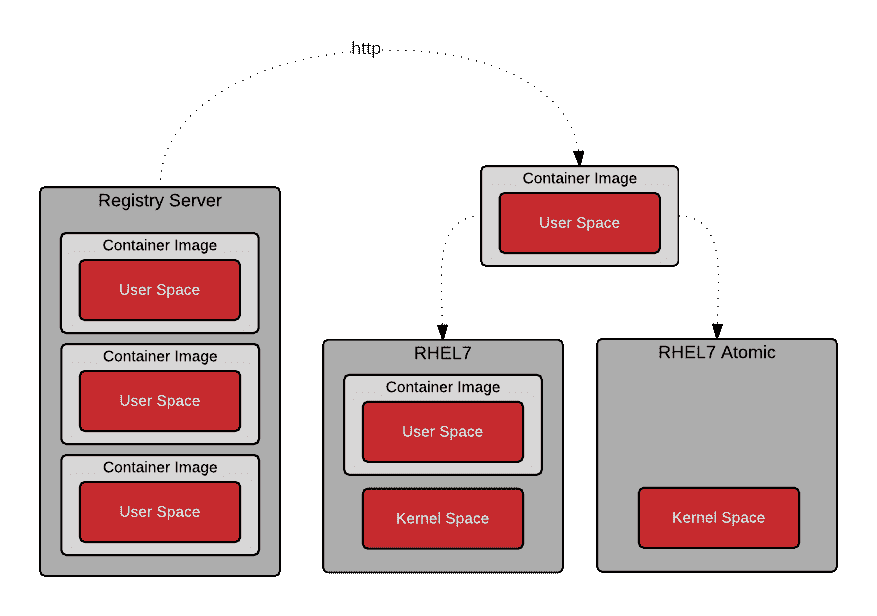 http
Registry Server
Container Image
User Space
Container Image
User Space
Container Image
User Space
Container Image
User Space
RHEL7
Container Image
User Space
Kernel Space
RHEL7 Atomic
Kernel Space